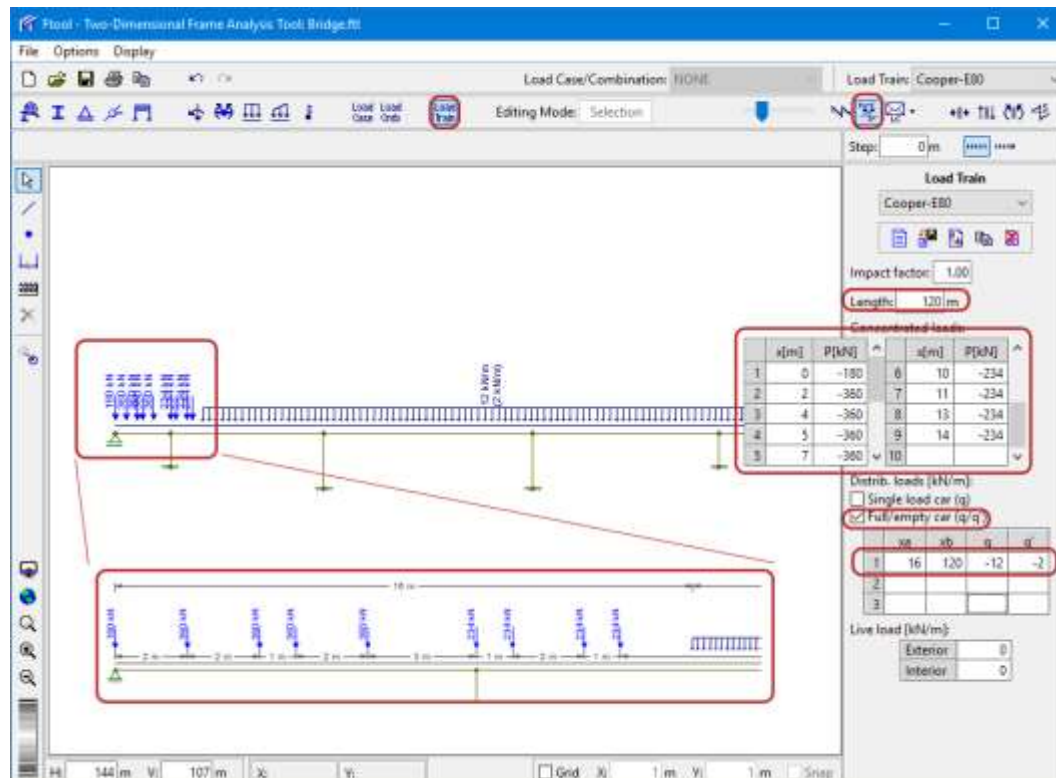 Ftool - Two-Dimensional Frame Analysis Tool: Bridge.ftl
File Options Display
Load Case/Combination: NONE Load Train: Cooper-E80
Load Case Load Comb Load Train Editing Mode: Selection
Step: 0 m
Load Train
Cooper-E80
Impact factor: 1.00
Length: 120 m
Concentrated loads:
x[m] P[kN] x[m] P[kN]
1 0 -180 6 10 -234
2 2 -360 7 11 -234
3 4 -360 8 13 -234
4 5 -360 9 14 -234
5 7 -360 10
12 kN/m
(2 kN/m)
Distrib. loads [kN/m]:
Single load car (q)
Full/empty car (q/q')
xa xb q q'
1 16 120 -12 -2
2
3
Live load [kN/m]:
Exterior 0
Interior 0
16 m
2 m 2 m 1 m 2 m 3 m 1 m 2 m 1 m
H: 144 m V: 107 m X: Y: Grid X: 1 m Y: 1 m Snap